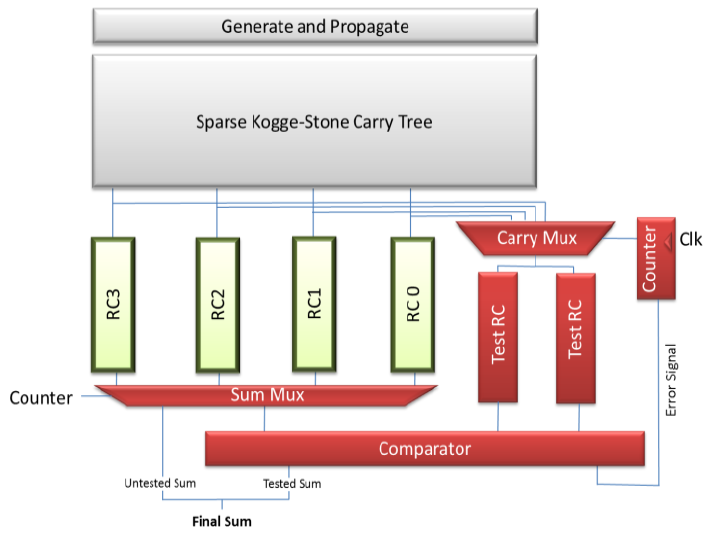 Generate and Propagate
Sparse Kogge-Stone Carry Tree
Carry Mux
Counter
Clk
RC3
RC2
RC1
RC 0
Test RC
Test RC
Error Signal
Counter
Sum Mux
Comparator
Untested Sum
Tested Sum
Final Sum